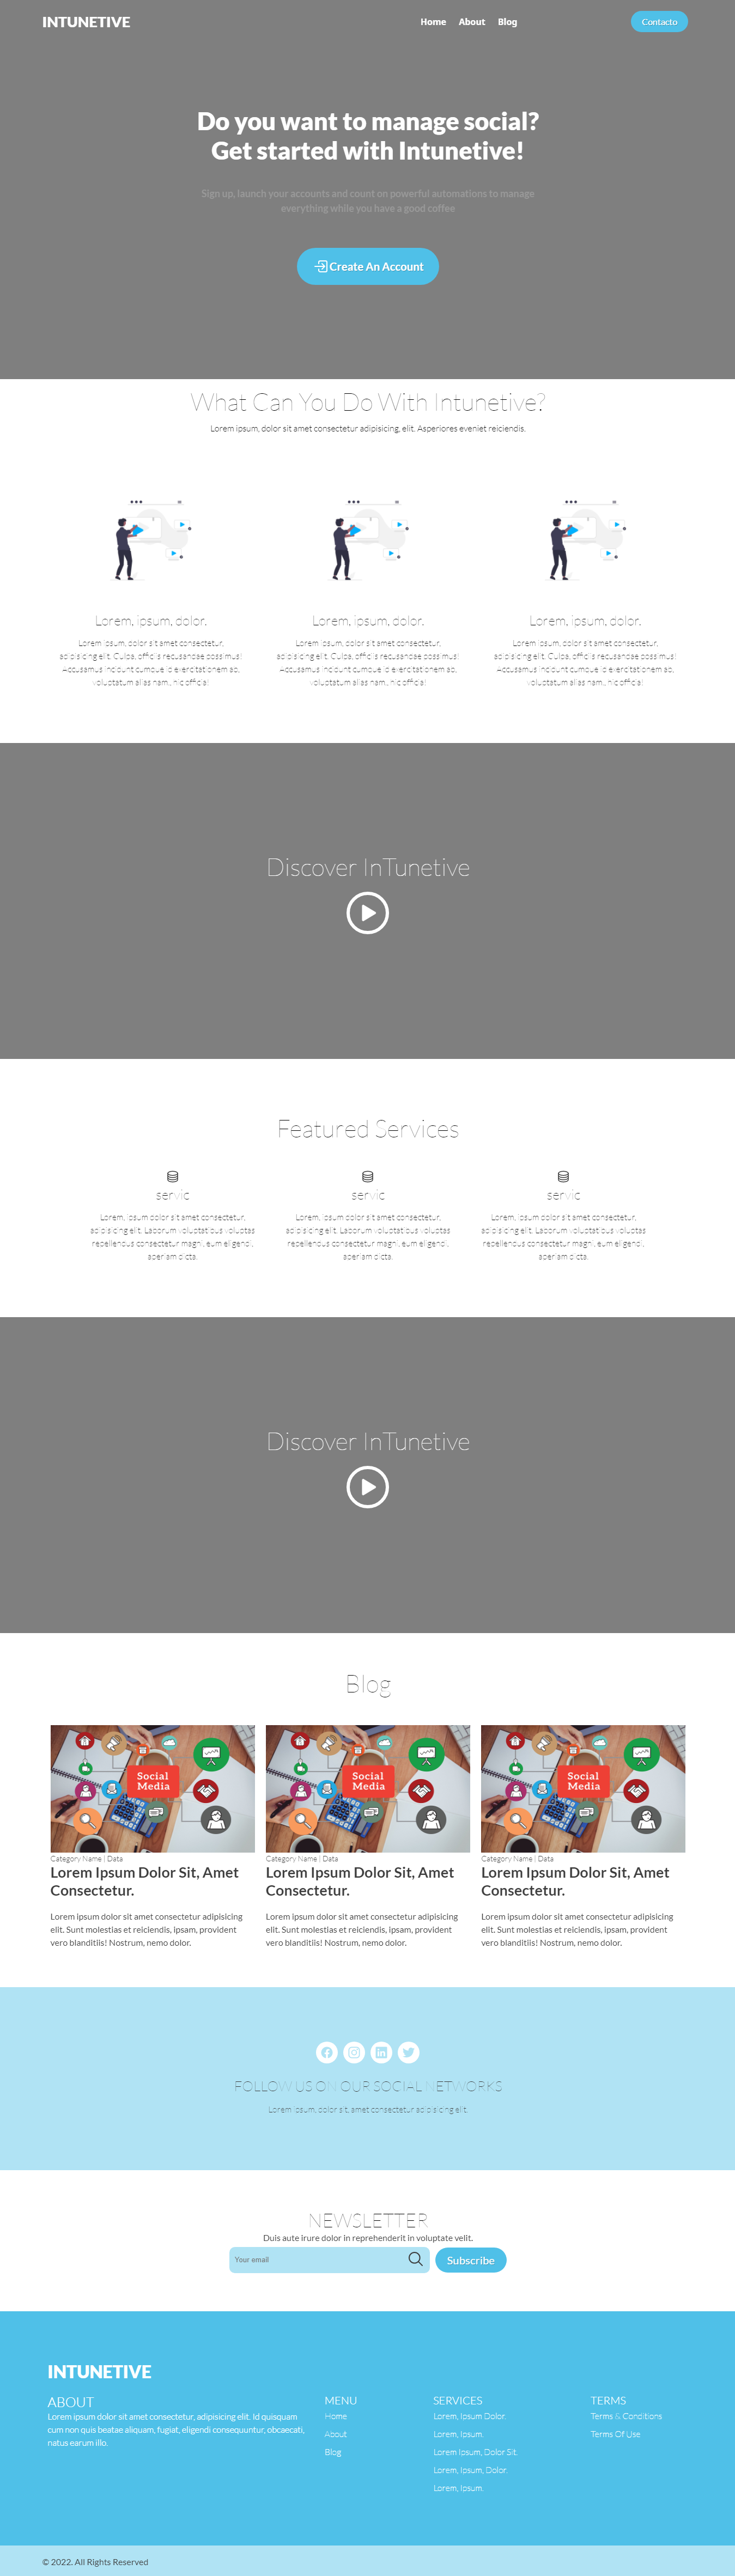 INTUNETIVE
Home About Blog
Contacto
Do you want to manage social?
Get started with Intunetive!
Sign up, launch your accounts and count on powerful automations to manage
everything while you have a good coffee
Create An Account
What Can You Do With Intunetive?
Lorem ipsum, dolor sit amet consectetur adipisicing, elit. Asperiores eveniet reiciendis.
Lorem, ipsum, dolor.
Lorem ipsum, dolor sit amet consectetur,
adipisicing elit. Culpa, officiis recusandae possimus!
Accusamus incidunt cumque id exercitationem ab,
voluptatum alias nam., hic officia!
Lorem, ipsum, dolor.
Lorem ipsum, dolor sit amet consectetur,
adipisicing elit. Culpa, officiis recusandae possimus!
Accusamus incidunt cumque id exercitationem ab,
voluptatum alias nam., hic officia!
Lorem, ipsum, dolor.
Lorem ipsum, dolor sit amet consectetur,
adipisicing elit. Culpa, officiis recusandae possimus!
Accusamus incidunt cumque id exercitationem ab,
voluptatum alias nam., hic officia!
Discover InTunetive
Featured Services
servic
Lorem, ipsum dolor sit amet consectetur,
adipisicing elit. Laborum voluptatibus voluptas
repellendus consectetur magni, eum eligendi,
aperiam dicta.
servic
Lorem, ipsum dolor sit amet consectetur,
adipisicing elit. Laborum voluptatibus voluptas
repellendus consectetur magni, eum eligendi,
aperiam dicta.
servic
Lorem, ipsum dolor sit amet consectetur,
adipisicing elit. Laborum voluptatibus voluptas
repellendus consectetur magni, eum eligendi,
aperiam dicta.
Discover InTunetive
Blog
Social
Media
Category Name | Data
Lorem Ipsum Dolor Sit, Amet
Consectetur.
Lorem ipsum dolor sit amet consectetur adipisicing
elit. Sunt molestias et reiciendis, ipsam, provident
vero blanditiis! Nostrum, nemo dolor.
Social
Media
Category Name | Data
Lorem Ipsum Dolor Sit, Amet
Consectetur.
Lorem ipsum dolor sit amet consectetur adipisicing
elit. Sunt molestias et reiciendis, ipsam, provident
vero blanditiis! Nostrum, nemo dolor.
Social
Media
Category Name | Data
Lorem Ipsum Dolor Sit, Amet
Consectetur.
Lorem ipsum dolor sit amet consectetur adipisicing
elit. Sunt molestias et reiciendis, ipsam, provident
vero blanditiis! Nostrum, nemo dolor.
FOLLOW US ON OUR SOCIAL NETWORKS
Lorem ipsum, dolor sit, amet consectetur adipisicing elit.
NEWSLETTER
Duis aute irure dolor in reprehenderit in voluptate velit.
Your email
Subscribe
INTUNETIVE
ABOUT
Lorem ipsum dolor sit amet consectetur, adipisicing elit. Id quisquam
cum non quis beatae aliquam, fugiat, eligendi consequuntur, obcaecati,
natus earum illo.
MENU
Home
About
Blog
SERVICES
Lorem, Ipsum Dolor.
Lorem, Ipsum.
Lorem Ipsum, Dolor Sit.
Lorem, Ipsum, Dolor.
Lorem, Ipsum.
TERMS
Terms & Conditions
Terms Of Use
© 2022. All Rights Reserved